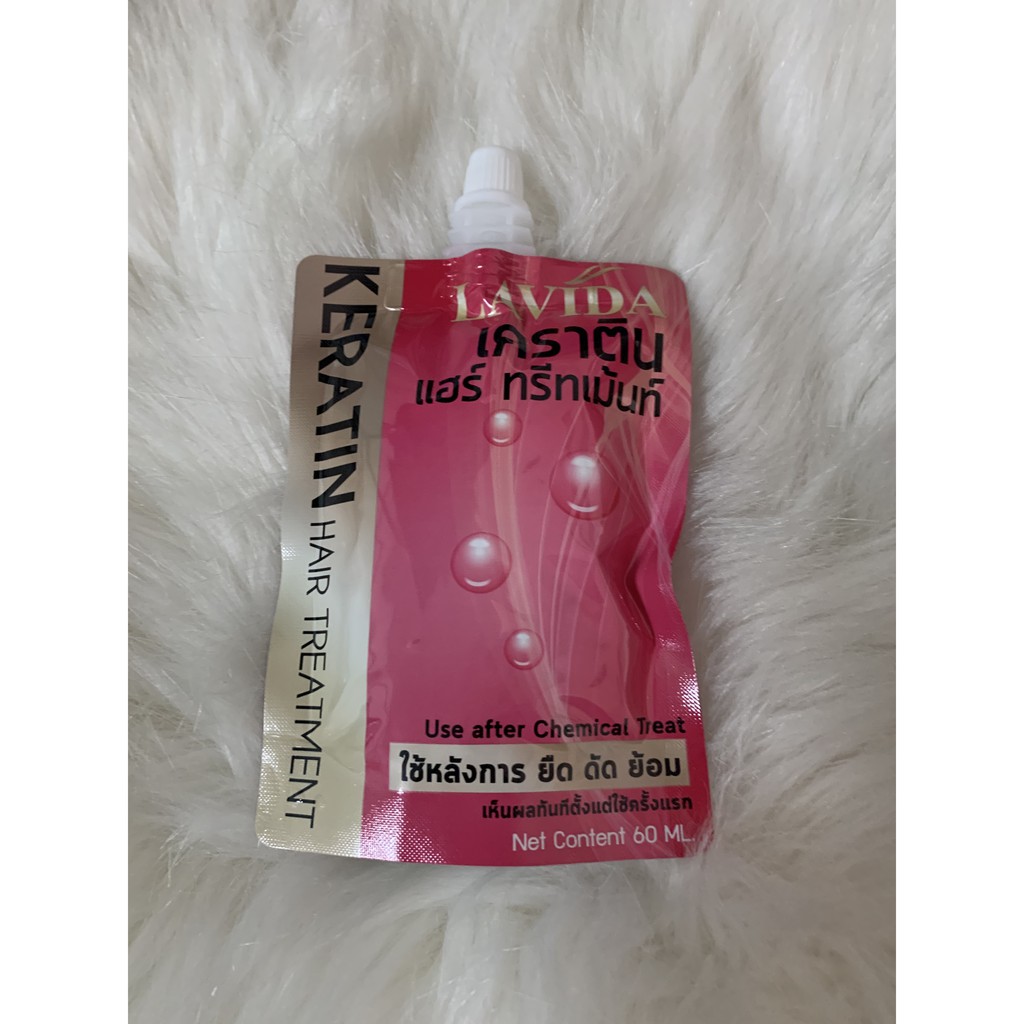 LAVIDA
เคราติน
แฮร์ ทรีทเม้นท์
KERATIN HAIR TREATMENT
Use after Chemical Treat
ใช้หลังการ ยืด ดัด ย้อม
เห็นผลทันทีตั้งแต่ใช้ครั้งแรก
Net Content 60 ML.